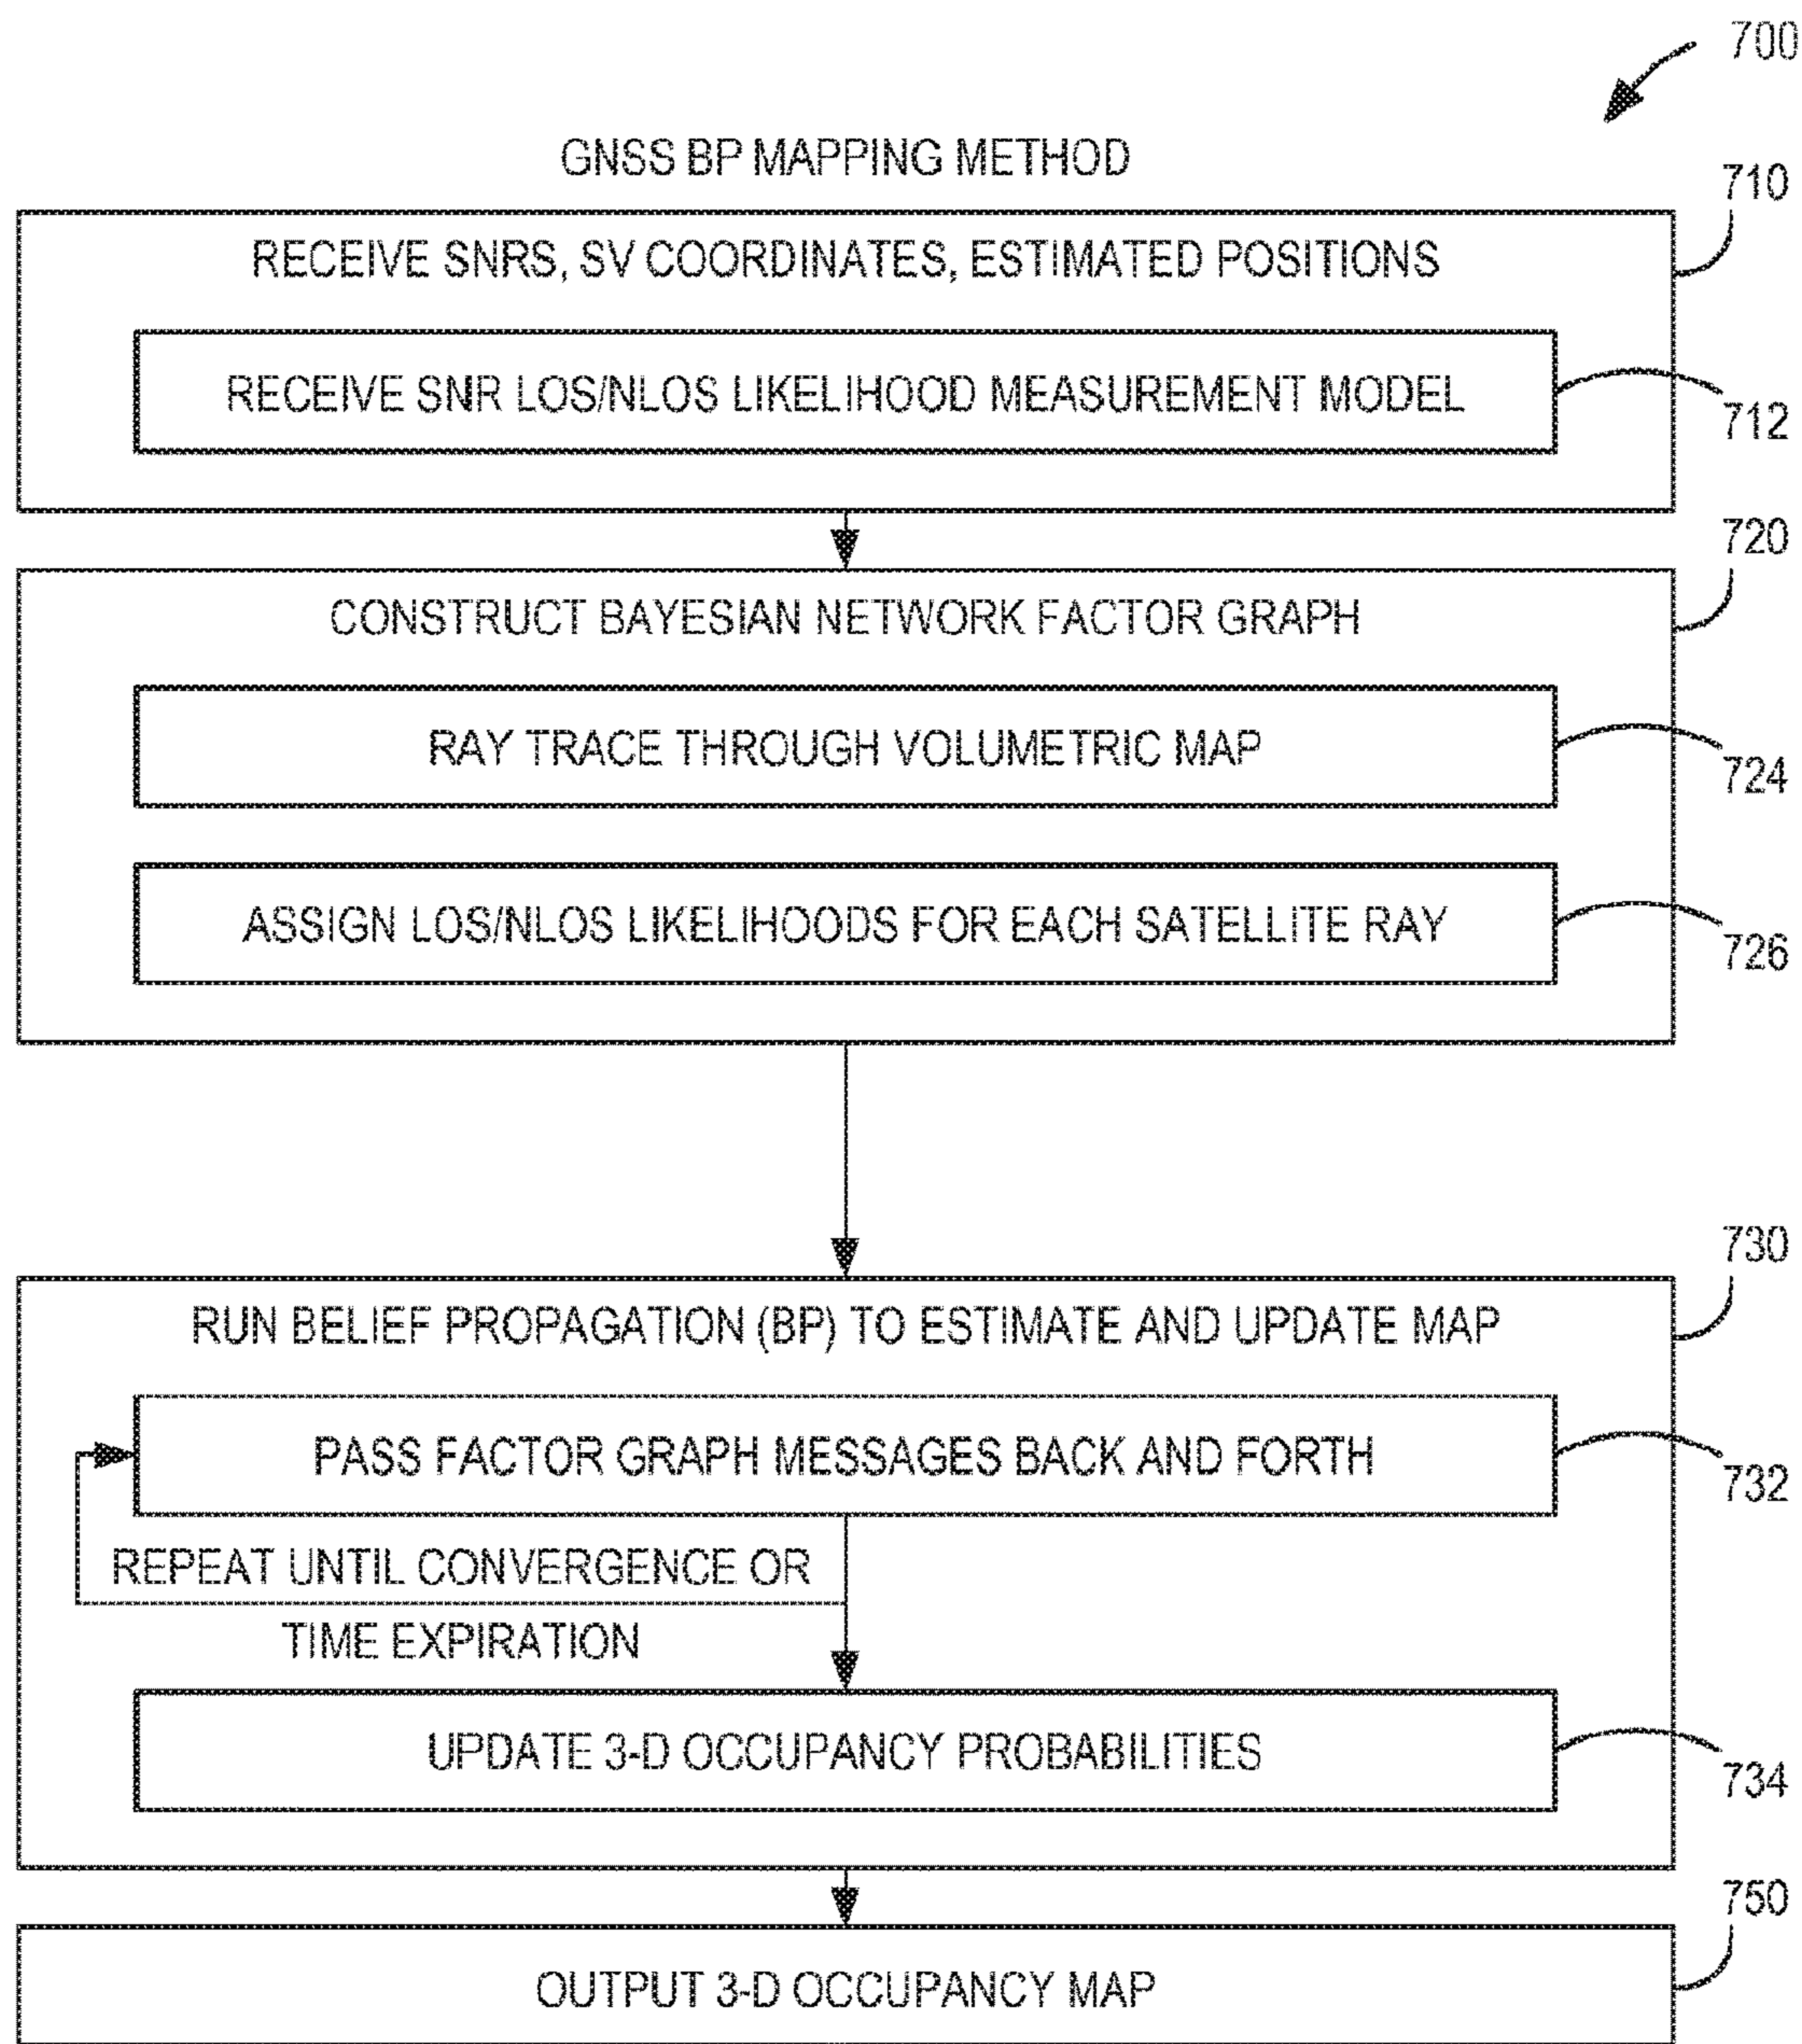 700
GNSS BP MAPPING METHOD
710
RECEIVE SNRS, SV COORDINATES, ESTIMATED POSITIONS
RECEIVE SNR LOS/NLOS LIKELIHOOD MEASUREMENT MODEL
712
720
CONSTRUCT BAYESIAN NETWORK FACTOR GRAPH
RAY TRACE THROUGH VOLUMETRIC MAP
724
ASSIGN LOS/NLOS LIKELIHOODS FOR EACH SATELLITE RAY
726
730
RUN BELIEF PROPAGATION (BP) TO ESTIMATE AND UPDATE MAP
PASS FACTOR GRAPH MESSAGES BACK AND FORTH
732
REPEAT UNTIL CONVERGENCE OR
TIME EXPIRATION
UPDATE 3-D OCCUPANCY PROBABILITIES
734
750
OUTPUT 3-D OCCUPANCY MAP